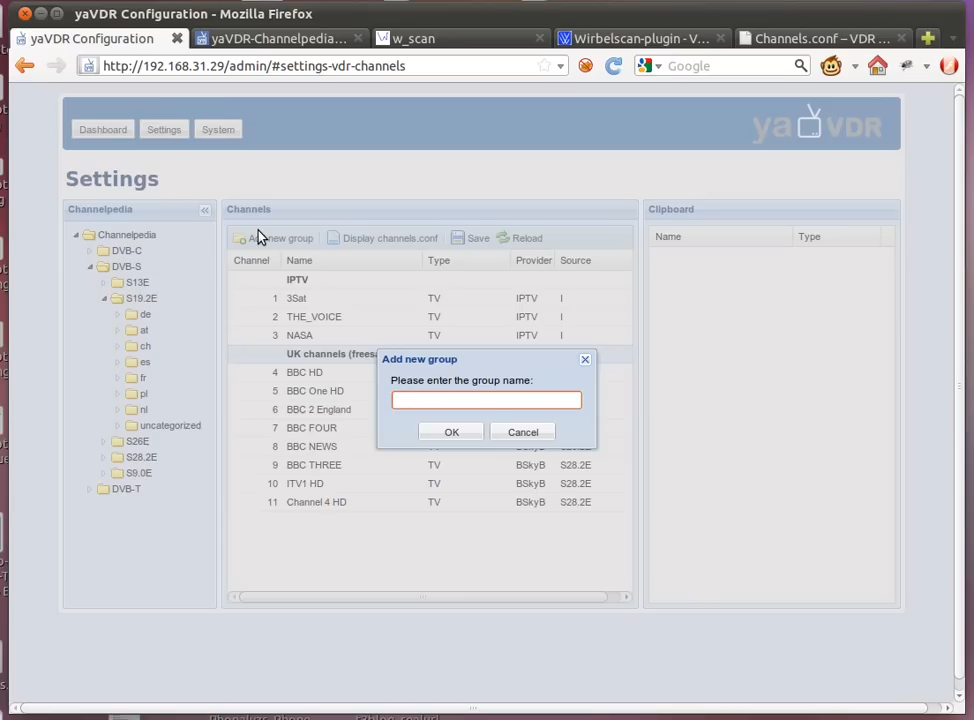 yaVDR Configuration - Mozilla Firefox
yaVDR Configuration
yaVDR-Channelpedia...
w_scan
Wirbelscan-plugin - V...
Channels.conf – VDR ...
http://192.168.31.29/admin/#settings-vdr-channels
Google
Dashboard
Settings
System
yaVDR
Settings
Channelpedia
Channelpedia
DVB-C
DVB-S
S13E
S19.2E
de
at
ch
es
fr
pl
nl
uncategorized
S26E
S28.2E
S9.0E
DVB-T
Channels
new group
Display channels.conf
Save
Reload
Channel Name Type Provider Source
IPTV
1 3Sat TV IPTV I
2 THE_VOICE TV IPTV I
3 NASA TV IPTV I
UK channels
4 BBC HD
5 BBC One HD
6 BBC 2 England
7 BBC FOUR
8 BBC NEWS
9 BBC THREE TV BSkyB S28.2E
10 ITV1 HD TV BSkyB S28.2E
11 Channel 4 HD TV BSkyB S28.2E
Add new group
Please enter the group name:
OK
Cancel
Clipboard
Name Type